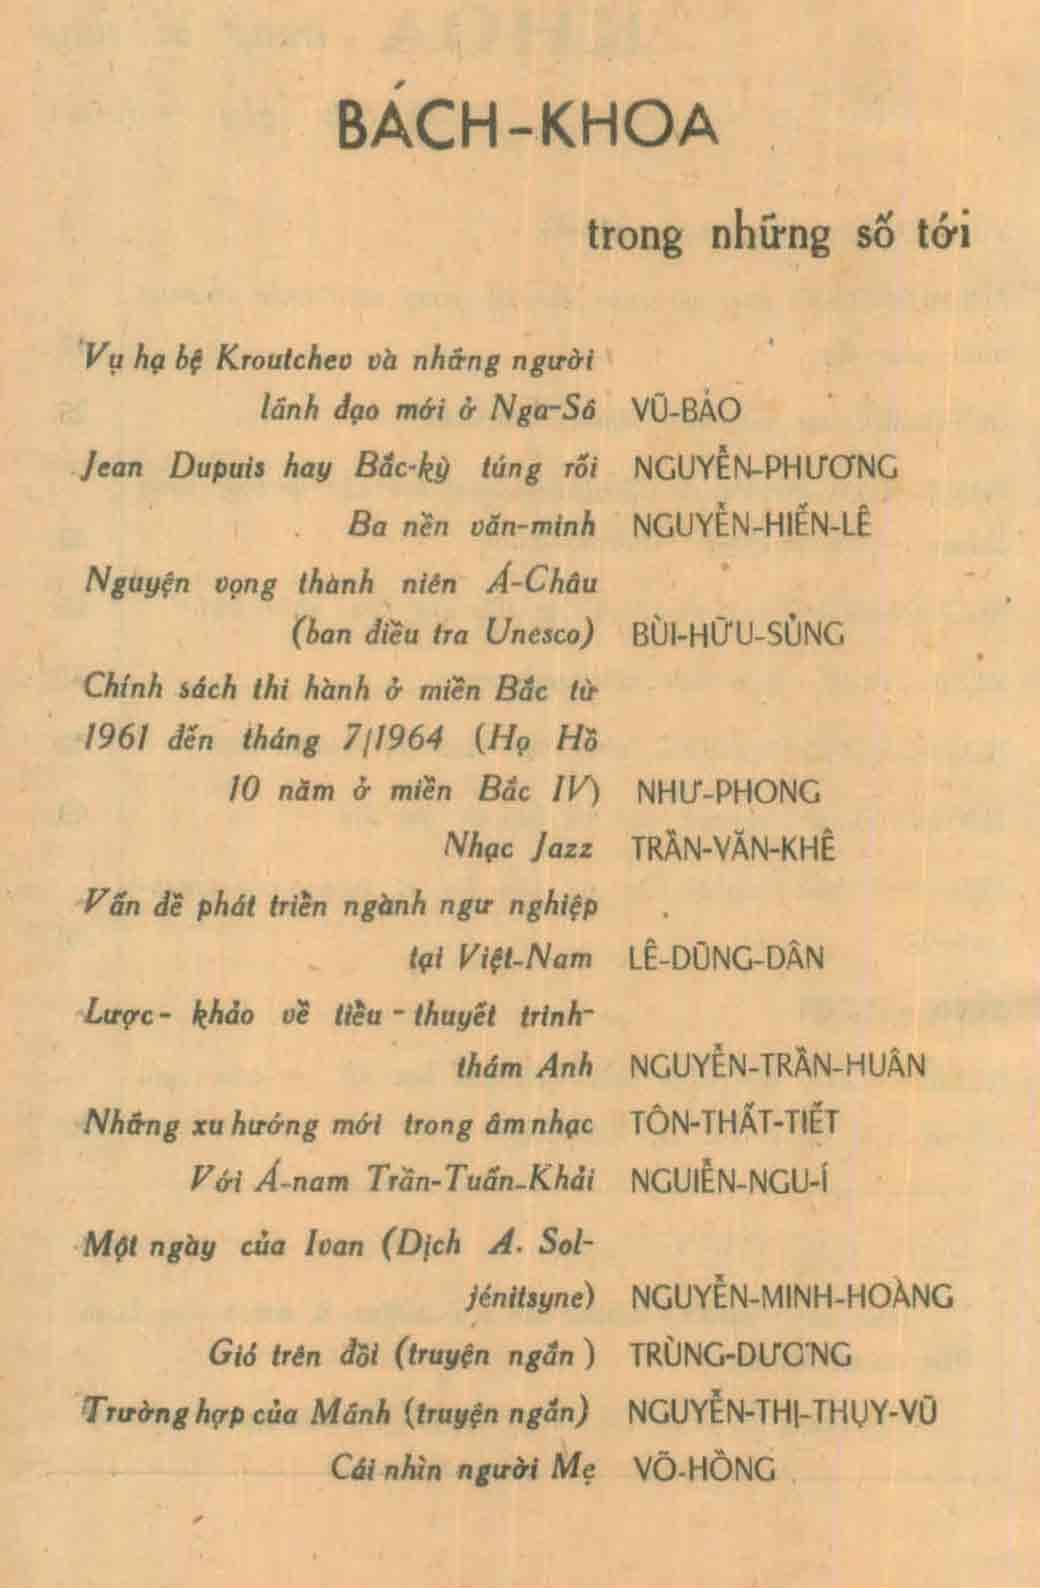 BÁCH-KHOA
trong những số tới
Vụ hạ bệ Kroutchev và những người
lãnh đạo mới ở Nga-Sô VŨ-BẢO
Jean Dupuis hay Bắc-kỳ túng rối NGUYỄN-PHƯƠNG
Ba nền văn-minh NGUYỄN-HIẾN-LÊ
Nguyện vọng thành niên Á-Châu
(ban điều tra Unesco) BÙI-HỮU-SỦNG
Chính sách thi hành ở miền Bắc từ
1961 đến tháng 7/1964 (Họ Hồ
10 năm ở miền Bắc IV) NHƯ-PHONG
Nhạc Jazz TRẦN-VĂN-KHÊ
Vấn đề phát triển ngành ngư nghiệp
tại Việt-Nam LÊ-DŨNG-DÂN
Lược - khảo về tiểu - thuyết trinh-
thám Anh NGUYỄN-TRẦN-HUÂN
Những xu hướng mới trong âm nhạc TÔN-THẤT-TIẾT
Với Á-nam Trần-Tuấn-Khải NGUIỄN-NGU-Í
Một ngày của Ivan (Dịch A. Sol-
jénitsyne) NGUYỄN-MINH-HOÀNG
Gió trên đồi (truyện ngắn) TRÙNG-DƯƠNG
Trường hợp của Mãnh (truyện ngắn) NGUYỄN-THỊ-THỤY-VŨ
Cái nhìn người Mẹ VÕ-HỒNG